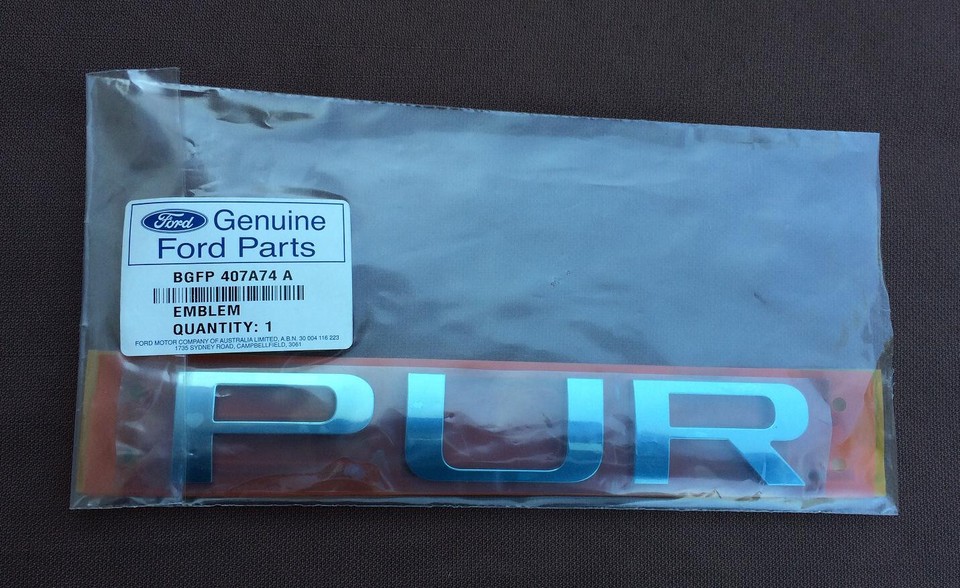 Ford Genuine
Ford Parts
BGFP 407A74 A
EMBLEM
QUANTITY: 1
FORD MOTOR COMPANY OF AUSTRALIA LIMITED, A.B.N. 30 004 116 223
1735 SYDNEY ROAD, CAMPBELLFIELD, 3061
PUR